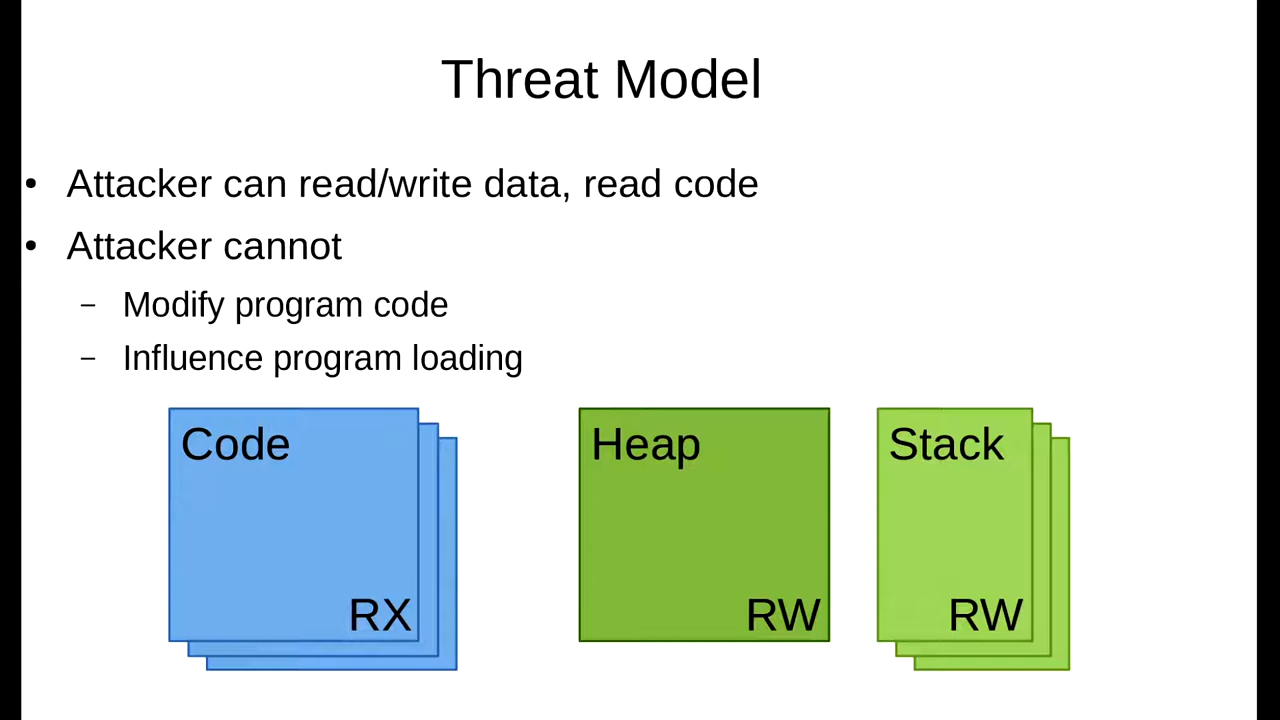 Threat Model
• Attacker can read/write data, read code
• Attacker cannot
– Modify program code
– Influence program loading
Code
Heap
Stack
RX
RW
RW